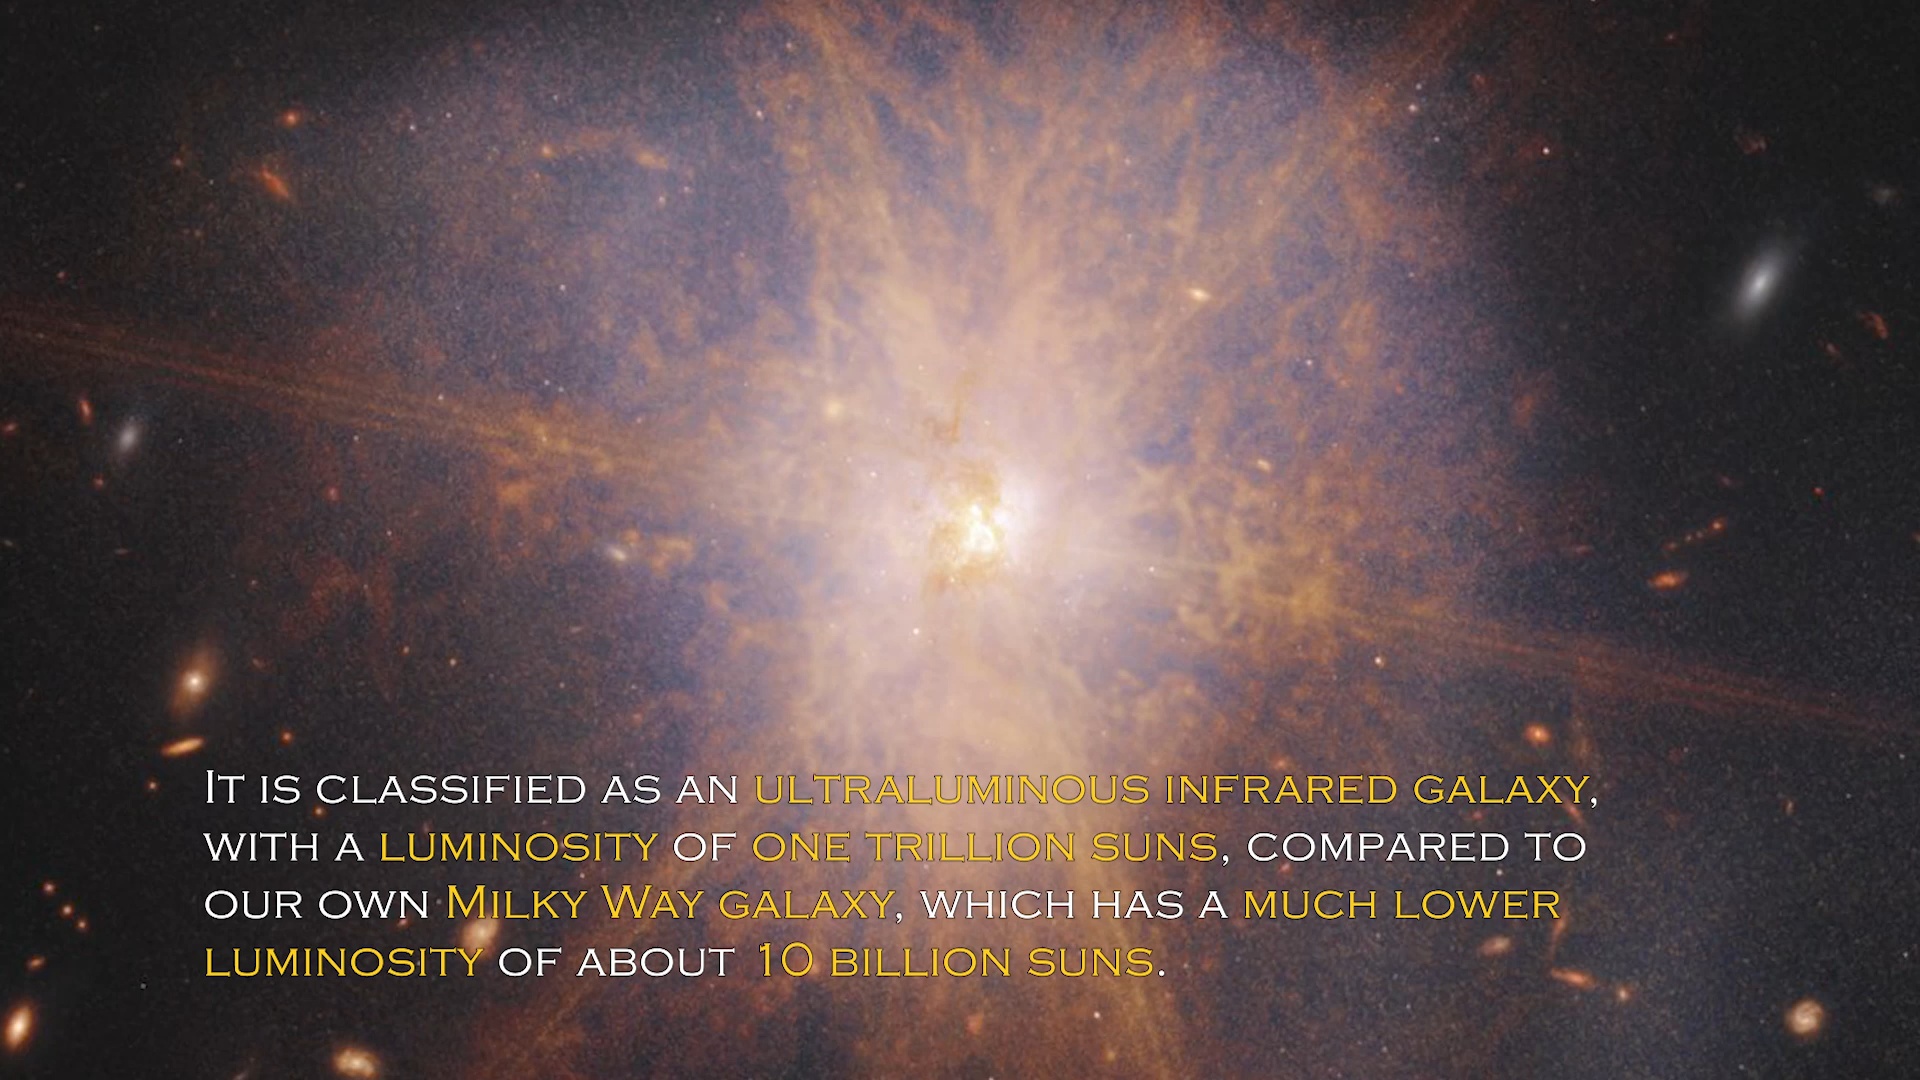 It is classified as an ultraluminous infrared galaxy,
with a luminosity of one trillion suns, compared to
our own Milky Way galaxy, which has a much lower
luminosity of about 10 billion suns.